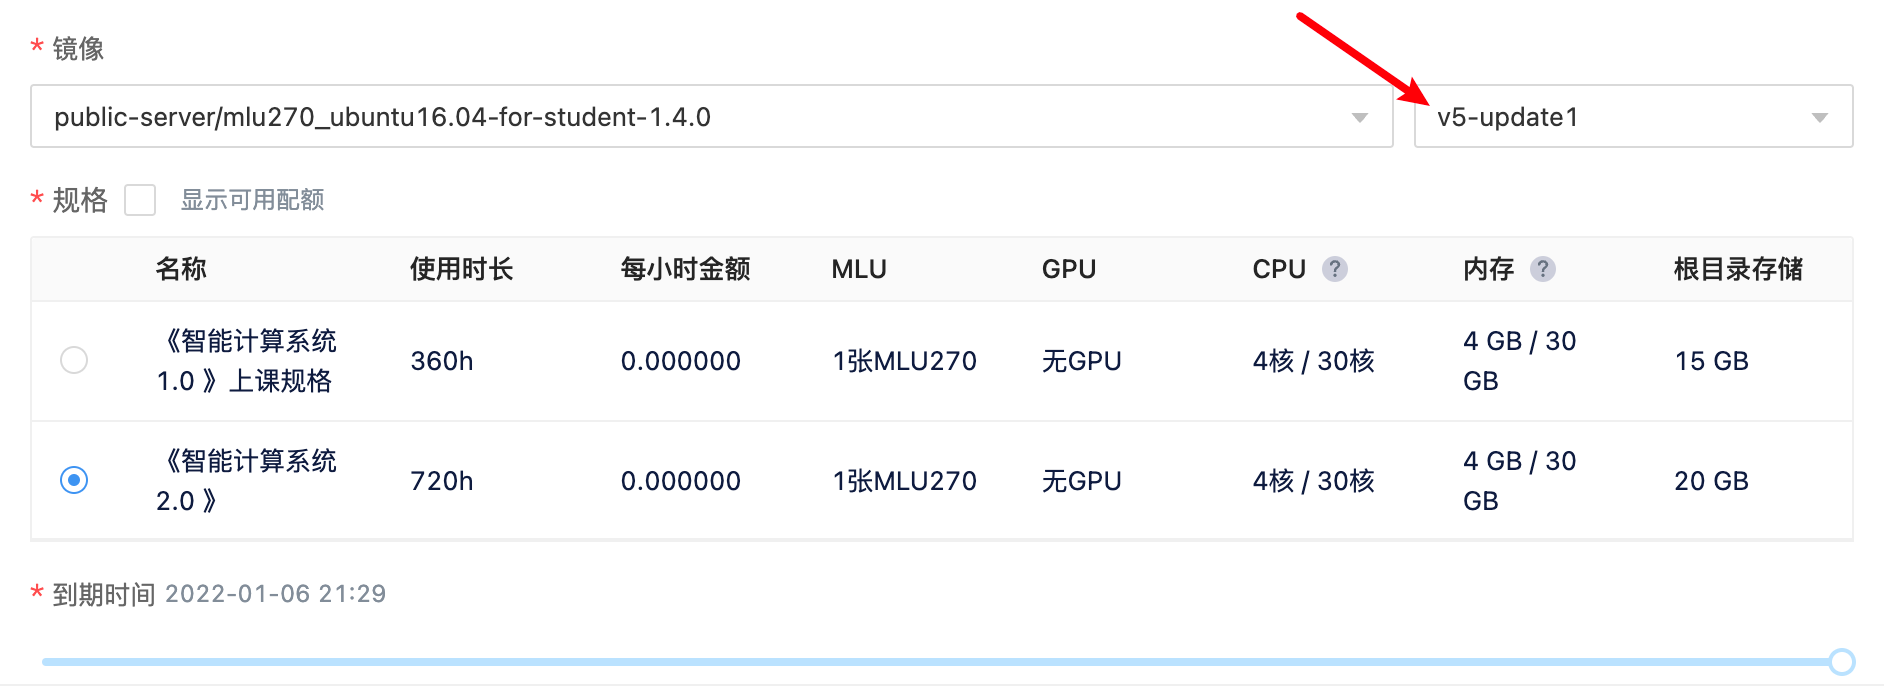 * 镜像
public-server/mlu270_ubuntu16.04-for-student-1.4.0 v5-update1
* 规格 显示可用配额
名称 使用时长 每小时金额 MLU GPU CPU ? 内存 ? 根目录存储
《智能计算系统
1.0 》上课规格 360h 0.000000 1张MLU270 无GPU 4核 / 30核 4 GB / 30
GB 15 GB
《智能计算系统
2.0 》 720h 0.000000 1张MLU270 无GPU 4核 / 30核 4 GB / 30
GB 20 GB
* 到期时间 2022-01-06 21:29